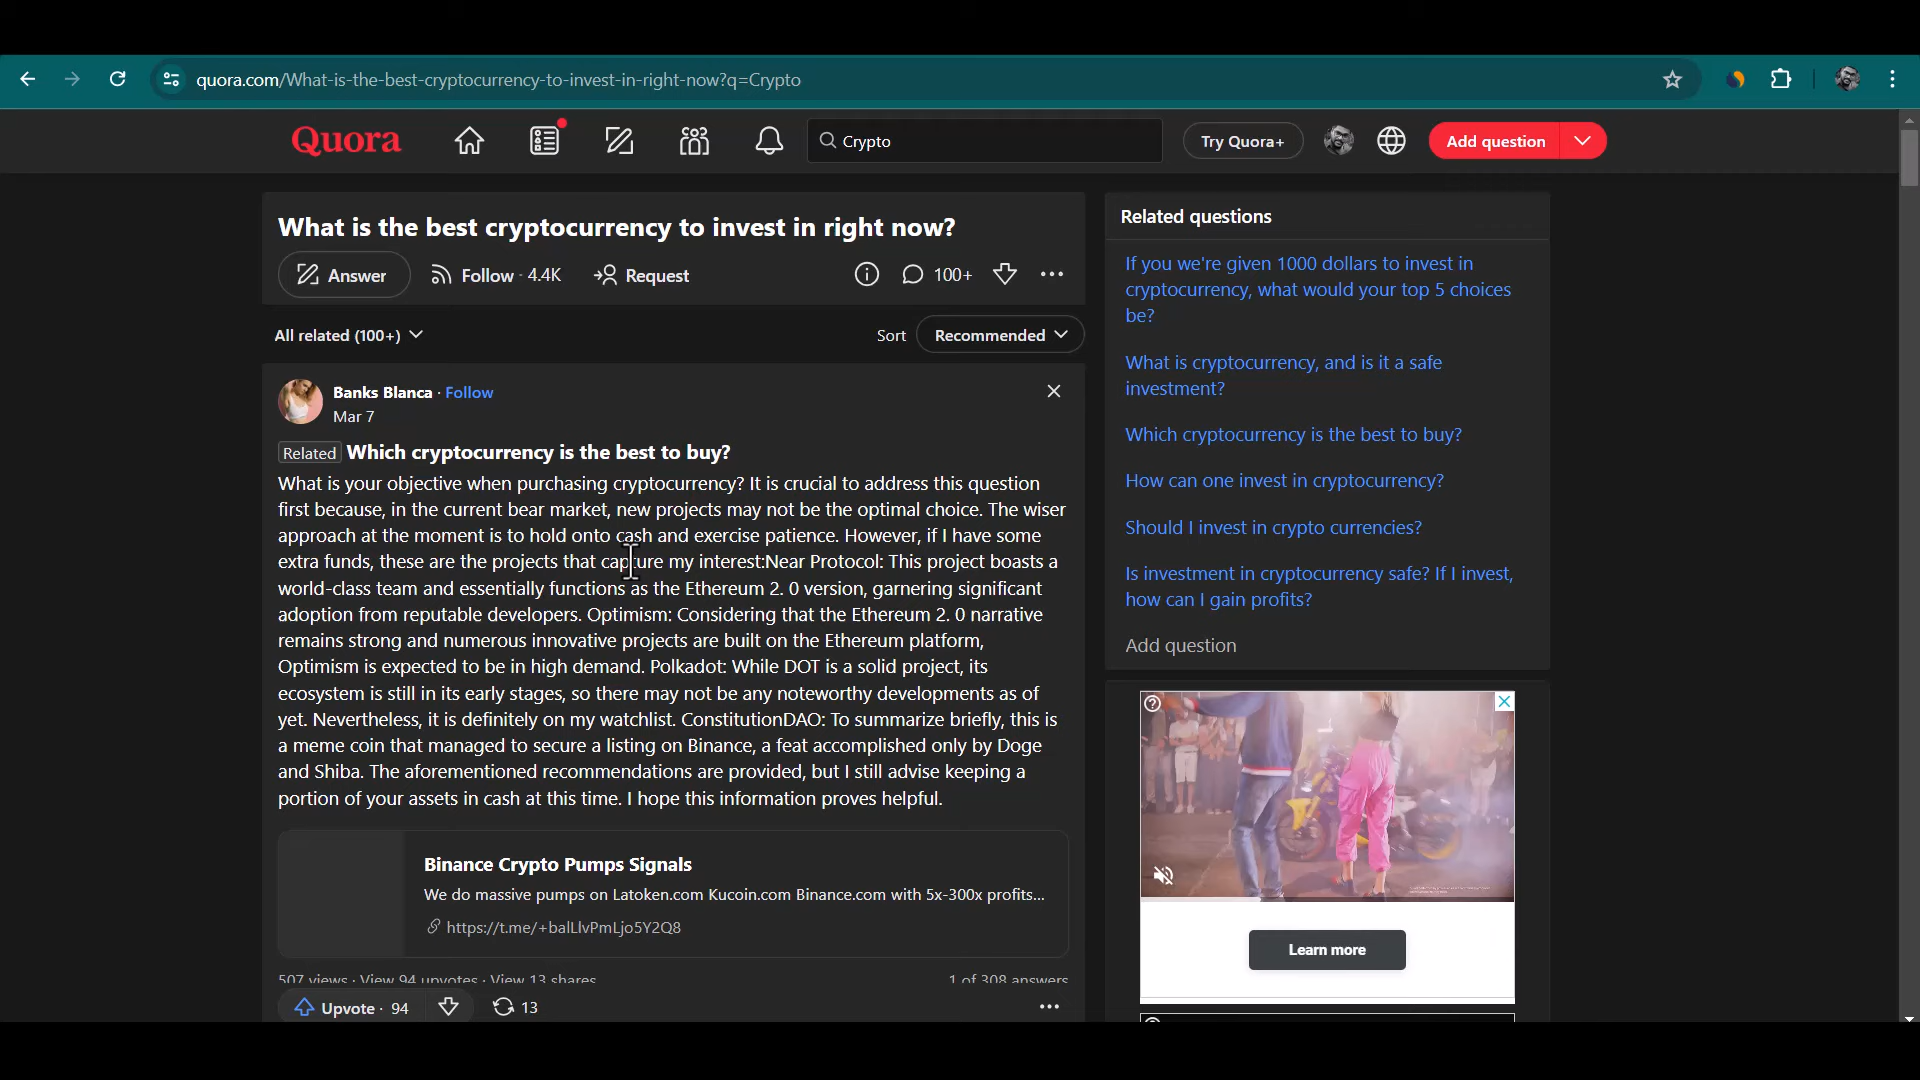 quora.com/What-is-the-best-cryptocurrency-to-invest-in-right-now?q=Crypto
Quora
Crypto
Try Quora+
Add question
What is the best cryptocurrency to invest in right now?
Answer
Follow · 4.4K
Request
100+
All related (100+)
Sort
Recommended
Banks Blanca · Follow
Mar 7
Related Which cryptocurrency is the best to buy?
What is your objective when purchasing cryptocurrency? It is crucial to address this question
first because, in the current bear market, new projects may not be the optimal choice. The wiser
approach at the moment is to hold onto cash and exercise patience. However, if I have some
extra funds, these are the projects that capture my interest:Near Protocol: This project boasts a
world-class team and essentially functions as the Ethereum 2. 0 version, garnering significant
adoption from reputable developers. Optimism: Considering that the Ethereum 2. 0 narrative
remains strong and numerous innovative projects are built on the Ethereum platform,
Optimism is expected to be in high demand. Polkadot: While DOT is a solid project, its
ecosystem is still in its early stages, so there may not be any noteworthy developments as of
yet. Nevertheless, it is definitely on my watchlist. ConstitutionDAO: To summarize briefly, this is
a meme coin that managed to secure a listing on Binance, a feat accomplished only by Doge
and Shiba. The aforementioned recommendations are provided, but I still advise keeping a
portion of your assets in cash at this time. I hope this information proves helpful.
Binance Crypto Pumps Signals
We do massive pumps on Latoken.com Kucoin.com Binance.com with 5x-300x profits...
https://t.me/+balLlvPmLjo5Y2Q8
507 views · View 94 upvotes · View 13 shares
1 of 308 answers
Upvote · 94
13
Related questions
If you we're given 1000 dollars to invest in
cryptocurrency, what would your top 5 choices
be?
What is cryptocurrency, and is it a safe
investment?
Which cryptocurrency is the best to buy?
How can one invest in cryptocurrency?
Should I invest in crypto currencies?
Is investment in cryptocurrency safe? If I invest,
how can I gain profits?
Add question
Learn more